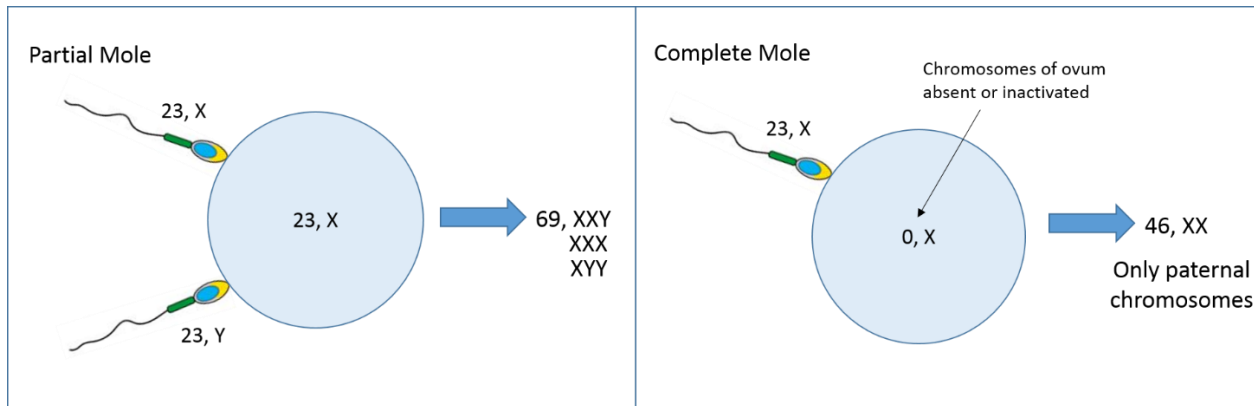 Partial Mole
23, X
23, X
23, Y
69, XXY
XXX
XYY
Complete Mole
Chromosomes of ovum
absent or inactivated
23, X
0, X
46, XX
Only paternal
chromosomes